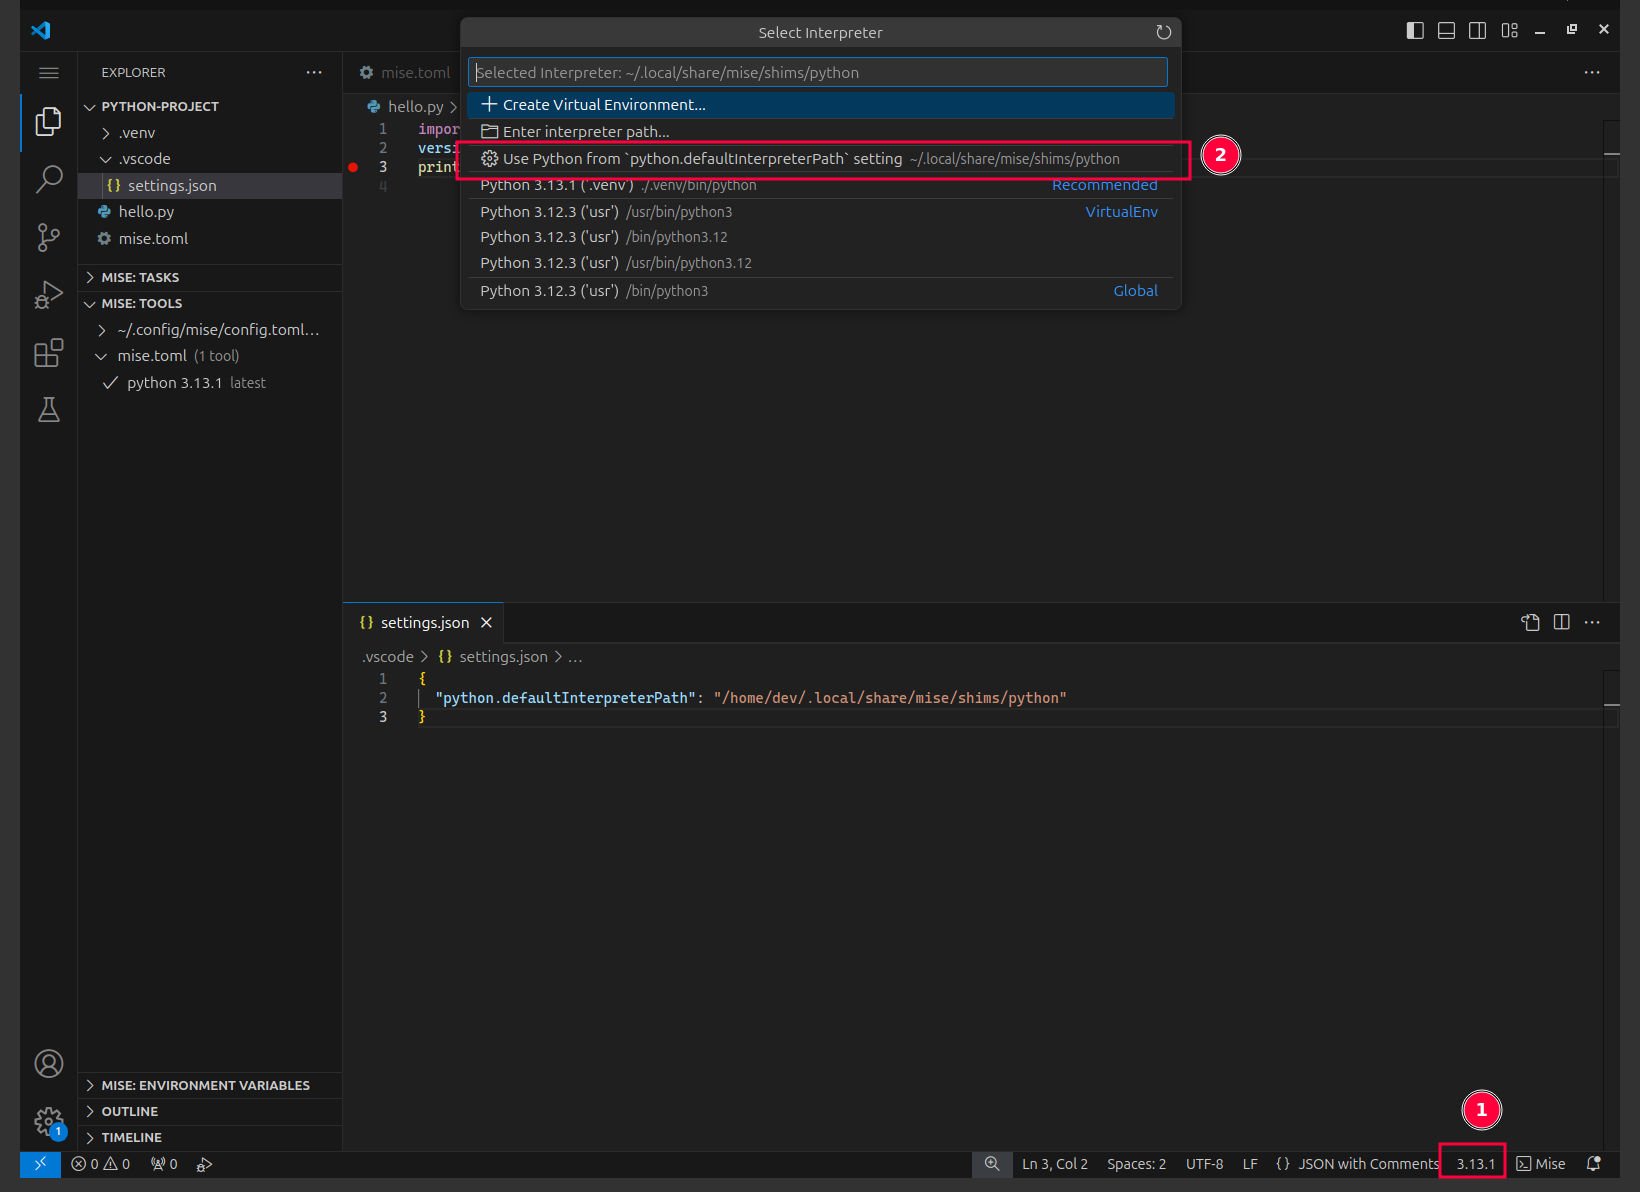 Select Interpreter
EXPLORER
PYTHON-PROJECT
.venv
.vscode
{} settings.json
hello.py
mise.toml
MISE: TASKS
MISE: TOOLS
~/.config/mise/config.toml...
mise.toml (1 tool)
python 3.13.1 latest
MISE: ENVIRONMENT VARIABLES
OUTLINE
TIMELINE
1
mise.toml
hello.py
1 impor
2 versi
3 print
4
Selected Interpreter: ~/.local/share/mise/shims/python
Create Virtual Environment...
Enter interpreter path...
Use Python from `python.defaultInterpreterPath` setting ~/.local/share/mise/shims/python
2
Python 3.13.1 ('.venv') ./.venv/bin/python Recommended
Python 3.12.3 ('usr') /usr/bin/python3 VirtualEnv
Python 3.12.3 ('usr') /bin/python3.12
Python 3.12.3 ('usr') /usr/bin/python3.12
Python 3.12.3 ('usr') /bin/python3 Global
{} settings.json
.vscode > {} settings.json > ...
1 {
2 "python.defaultInterpreterPath": "/home/dev/.local/share/mise/shims/python"
3 }
1
0 0 0 Ln 3, Col 2 Spaces: 2 UTF-8 LF {} JSON with Comments 3.13.1 Mise